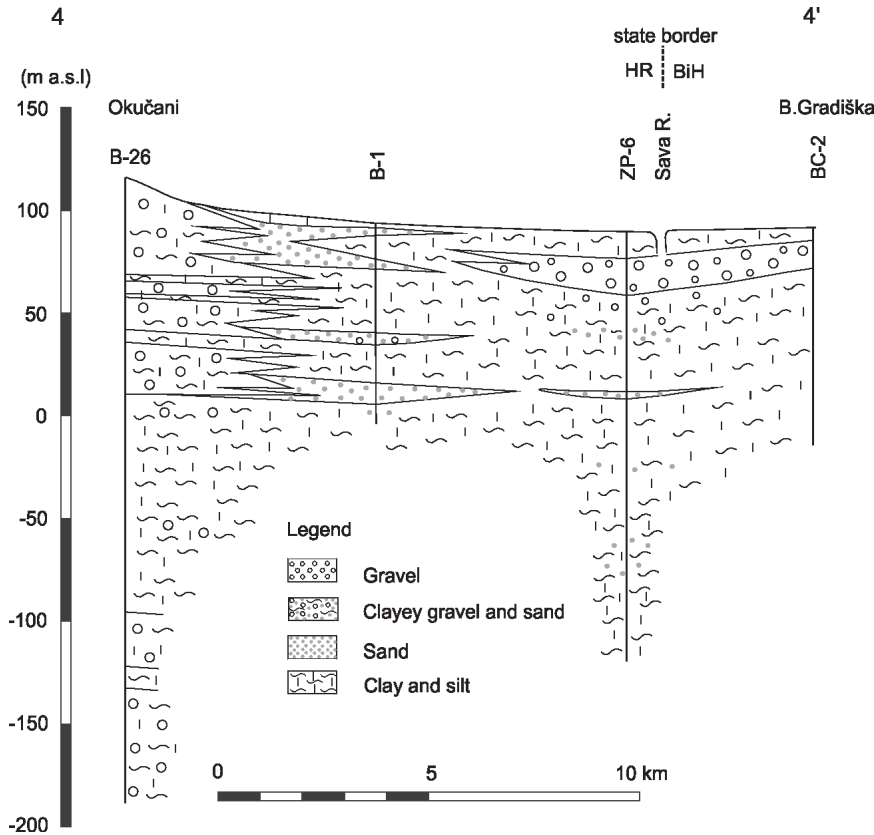 4 4'
state border
HR BiH
(m a.s.l)
150 Okučani B.Gradiška
B-26 B-1 ZP-6 Sava R. BC-2
100
50
0
-50
Legend
Gravel
-100
Clayey gravel and sand
Sand
Clay and silt
-150
0 5 10 km
-200